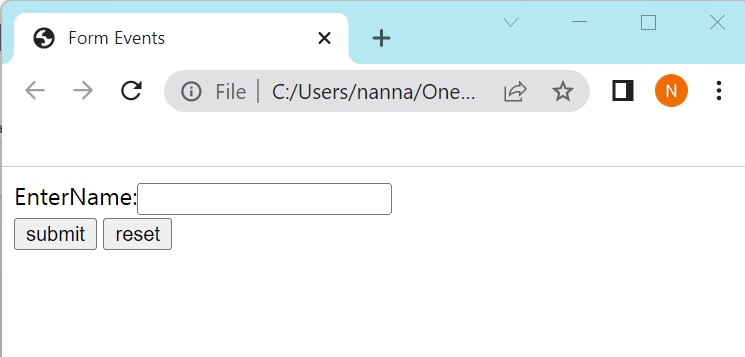 Form Events
File | C:/Users/nanna/One...
N
EnterName:
submit reset